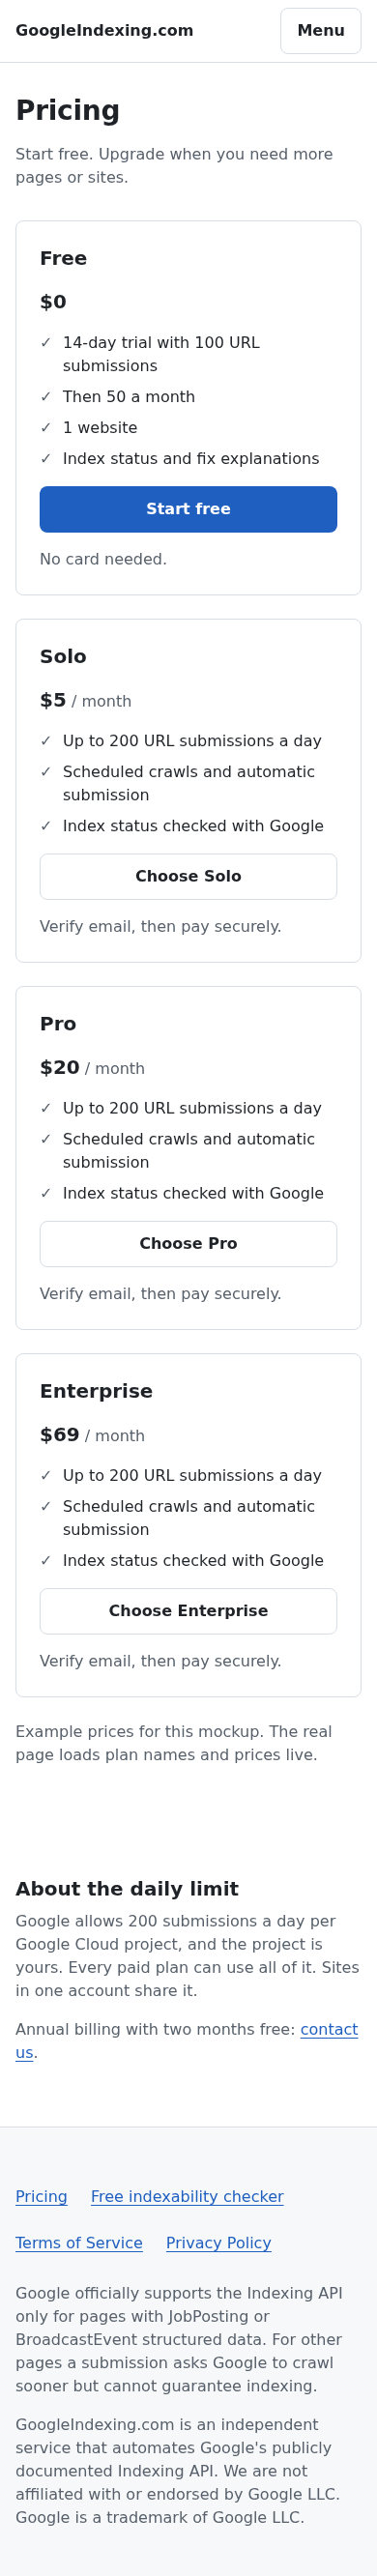 GoogleIndexing.com
Menu
Pricing
Start free. Upgrade when you need more
pages or sites.
Free
$0
✓ 14-day trial with 100 URL
submissions
✓ Then 50 a month
✓ 1 website
✓ Index status and fix explanations
Start free
No card needed.
Solo
$5 / month
✓ Up to 200 URL submissions a day
✓ Scheduled crawls and automatic
submission
✓ Index status checked with Google
Choose Solo
Verify email, then pay securely.
Pro
$20 / month
✓ Up to 200 URL submissions a day
✓ Scheduled crawls and automatic
submission
✓ Index status checked with Google
Choose Pro
Verify email, then pay securely.
Enterprise
$69 / month
✓ Up to 200 URL submissions a day
✓ Scheduled crawls and automatic
submission
✓ Index status checked with Google
Choose Enterprise
Verify email, then pay securely.
Example prices for this mockup. The real
page loads plan names and prices live.
About the daily limit
Google allows 200 submissions a day per
Google Cloud project, and the project is
yours. Every paid plan can use all of it. Sites
in one account share it.
Annual billing with two months free: contact
us.
Pricing Free indexability checker
Terms of Service Privacy Policy
Google officially supports the Indexing API
only for pages with JobPosting or
BroadcastEvent structured data. For other
pages a submission asks Google to crawl
sooner but cannot guarantee indexing.
GoogleIndexing.com is an independent
service that automates Google's publicly
documented Indexing API. We are not
affiliated with or endorsed by Google LLC.
Google is a trademark of Google LLC.